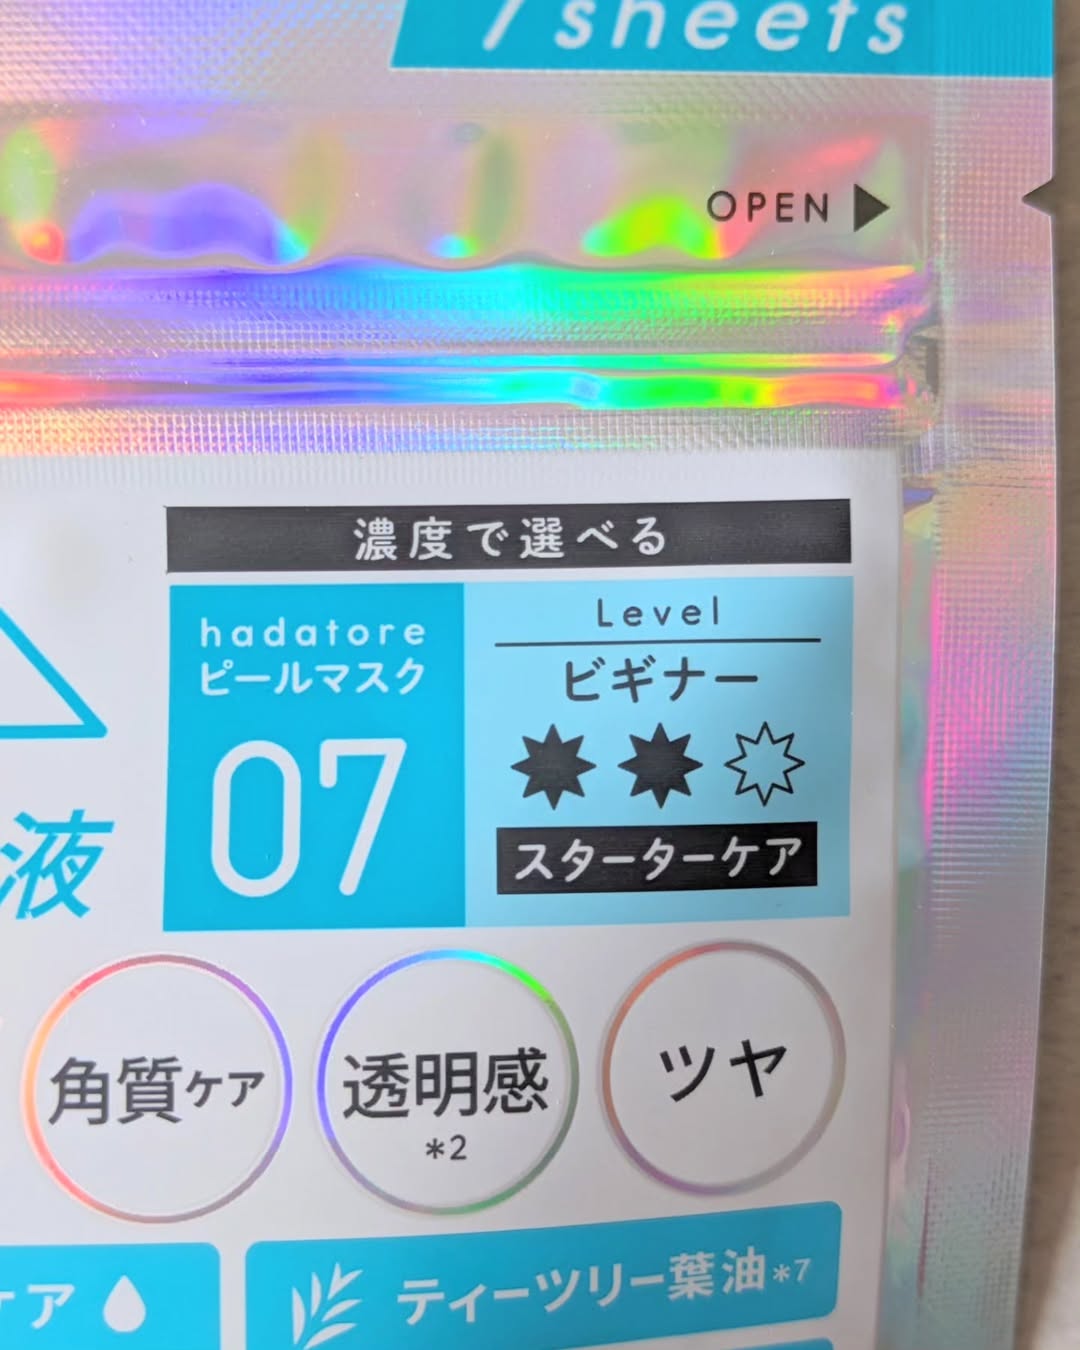 7 sheets
OPEN
濃度で選べる
hadatore
ピールマスク
07
Level
ビギナー
スターターケア
液
角質ケア
透明感
*2
ツヤ
ケア
ティーツリー葉油*7